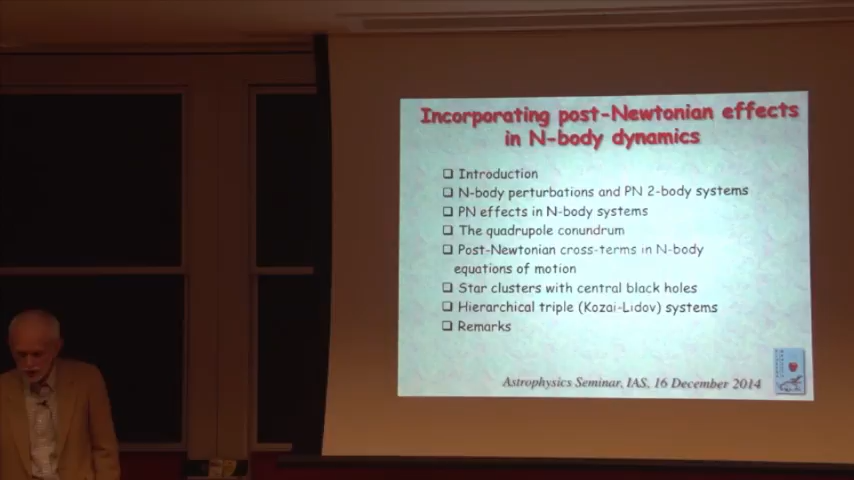 Incorporating post-Newtonian effects
in N-body dynamics
❑ Introduction
❑ N-body perturbations and PN 2-body systems
❑ PN effects in N-body systems
❑ The quadrupole conundrum
❑ Post-Newtonian cross-terms in N-body
equations of motion
❑ Star clusters with central black holes
❑ Hierarchical triple (Kozai-Lidov) systems
❑ Remarks
Astrophysics Seminar, IAS, 16 December 2014